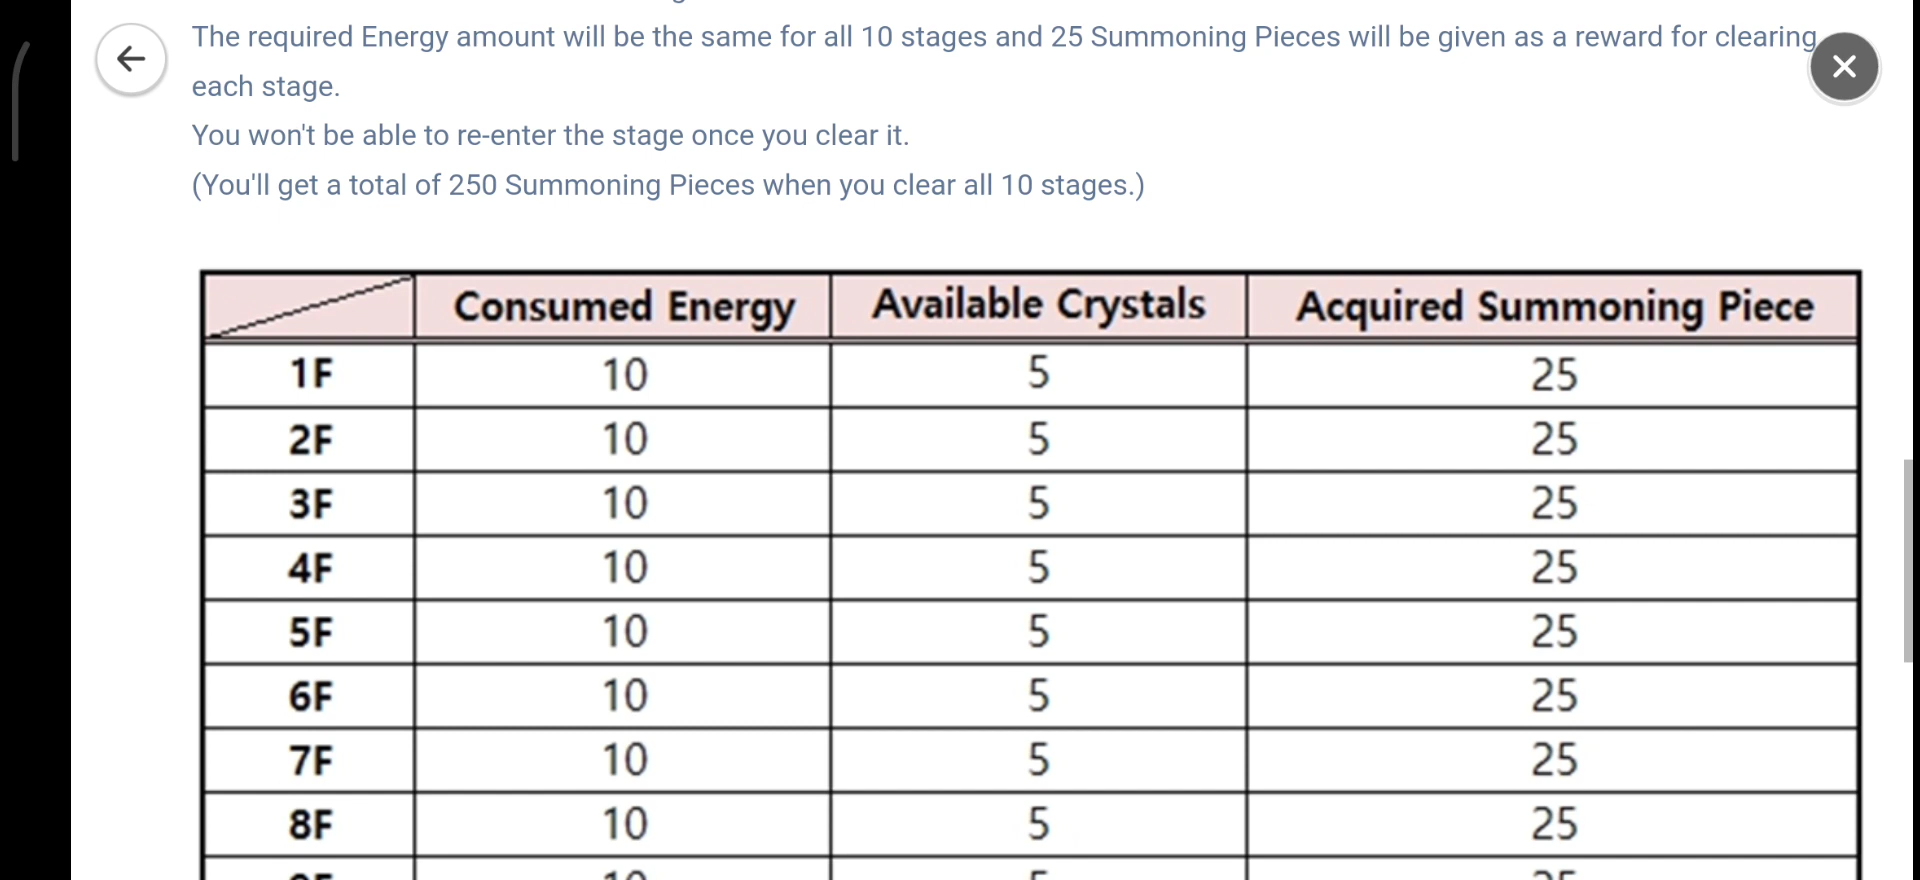 The required Energy amount will be the same for all 10 stages and 25 Summoning Pieces will be given as a reward for clearing
each stage.
You won't be able to re-enter the stage once you clear it.
(You'll get a total of 250 Summoning Pieces when you clear all 10 stages.)
Consumed Energy Available Crystals Acquired Summoning Piece
1F 10 5 25
2F 10 5 25
3F 10 5 25
4F 10 5 25
5F 10 5 25
6F 10 5 25
7F 10 5 25
8F 10 5 25